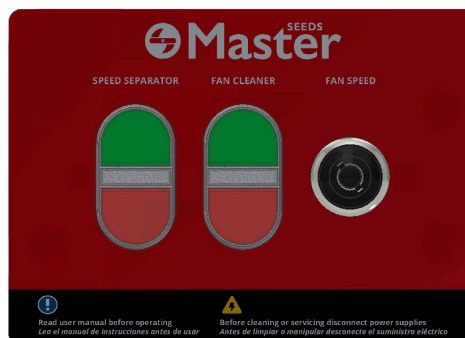 SEEDS
Master
SPEED SEPARATOR
FAN CLEANER
FAN SPEED
Read user manual before operating
Lea el manual de instrucciones antes de usar
Before cleaning or servicing disconnect power supplies
Antes de limpiar o manipular desconecte el suministro eléctrico